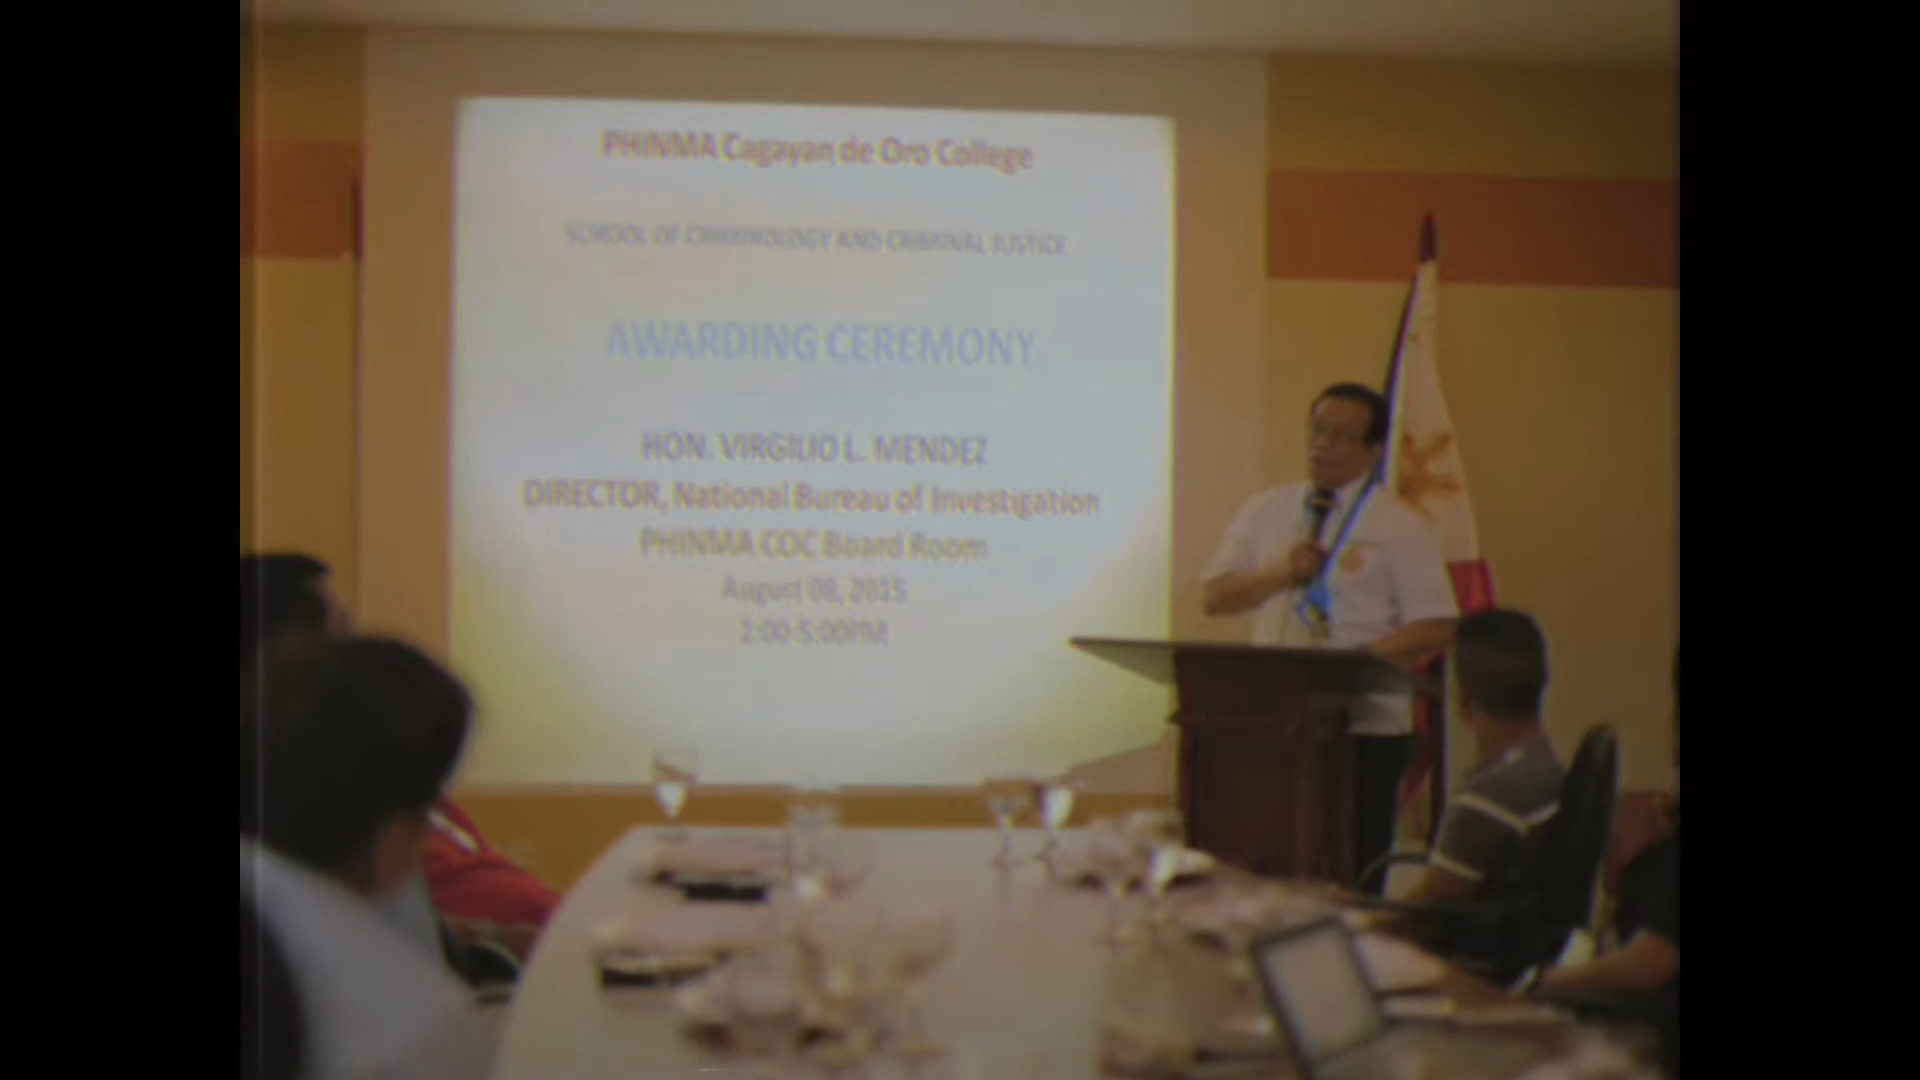 PHINMA Cagayan de Oro College
SCHOOL OF CRIMINOLOGY AND CRIMINAL JUSTICE
AWARDING CEREMONY
HON. VIRGILIO L. MENDEZ
DIRECTOR, National Bureau of Investigation
PHINMA COC Board Room
August 08, 2015
2:00-5:00PM